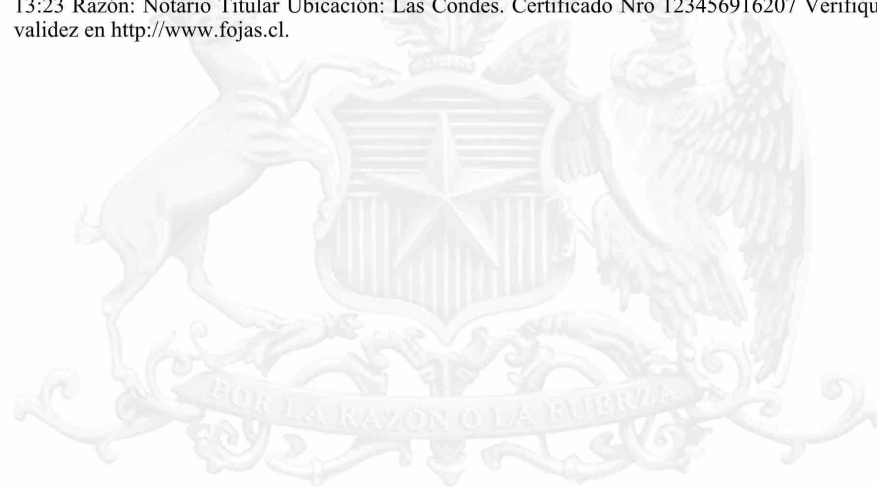 13:23 Razón: Notario Titular Ubicación: Las Condes. Certificado Nro 123456916207 Verifiqu
validez en http://www.fojas.cl.
POR LA RAZON O LA FUERZA